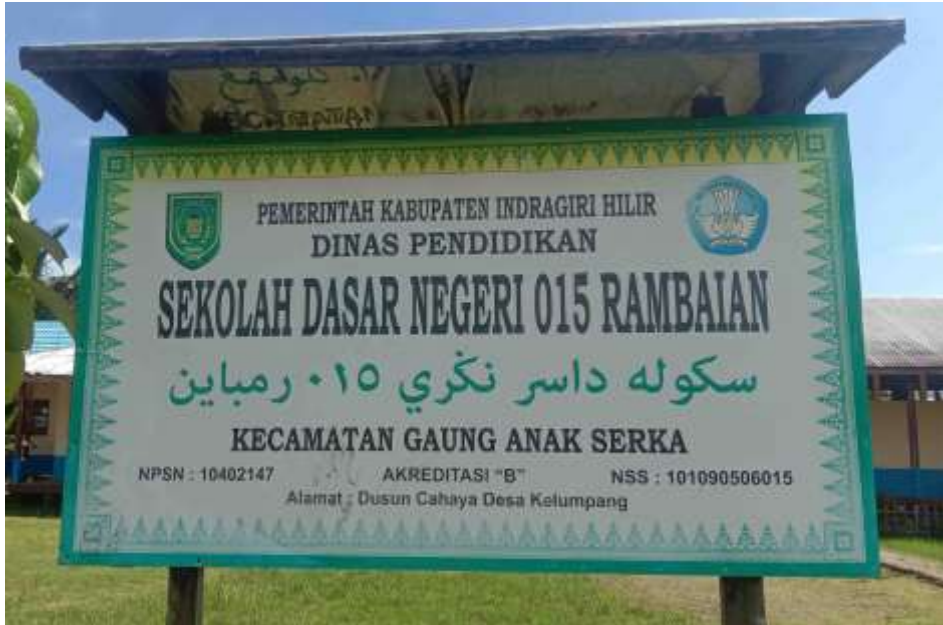 PEMERINTAH KABUPATEN INDRAGIRI HILIR
DINAS PENDIDIKAN
SEKOLAH DASAR NEGERI 015 RAMBAIAN
سكوله داسر نڬري ٠١٥ رمباين
KECAMATAN GAUNG ANAK SERKA
NPSN : 10402147 AKREDITASI "B" NSS : 101090506015
Alamat : Dusun Cahaya Desa Kelumpang